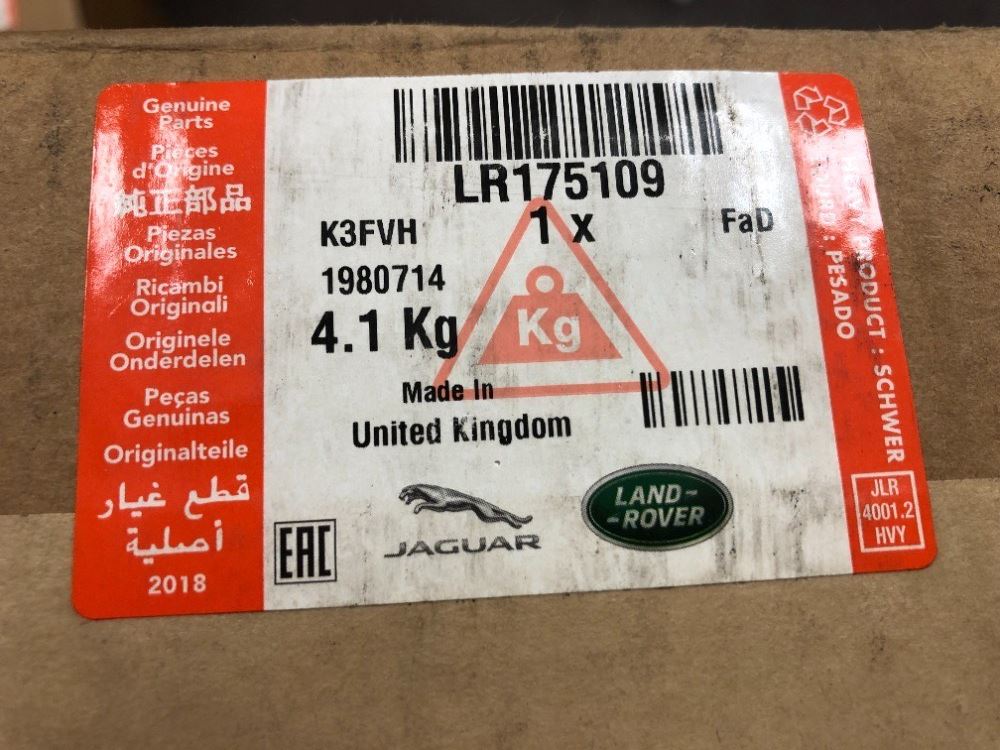 Genuine
Parts
Pièces
d'Origine
純正部品
Piezas
Originales
Ricambi
Originali
Originele
Onderdelen
Peças
Genuinas
Originalteile
قطع غيار
أصلية
2018
LR175109
K3FVH
1 x
FaD
1980714
4.1 Kg
Kg
Made In
United Kingdom
EAC
JAGUAR
LAND-
-ROVER
PRODUCT : SCHWER
: PESADO
JLR
4001.2
HVY